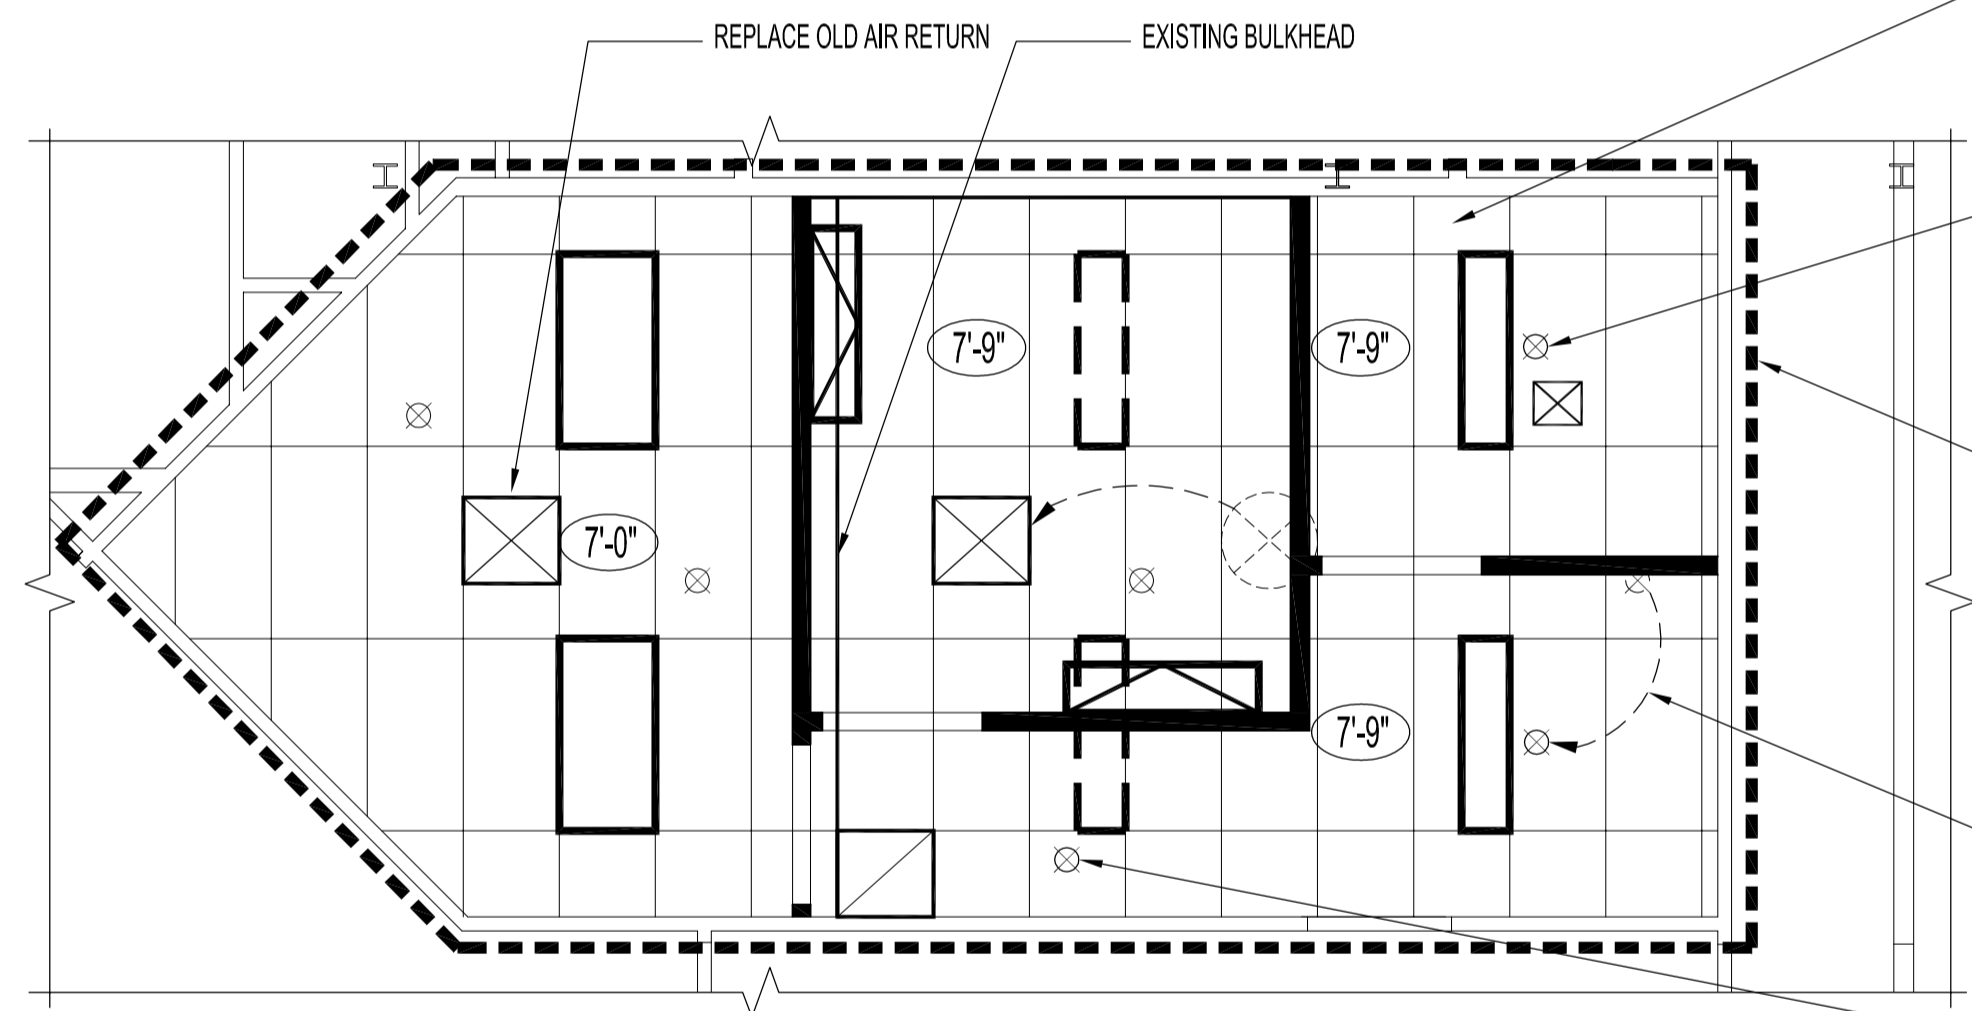 REPLACE OLD AIR RETURN
EXISTING BULKHEAD
7'-9"
7'-9"
7'-0"
7'-9"